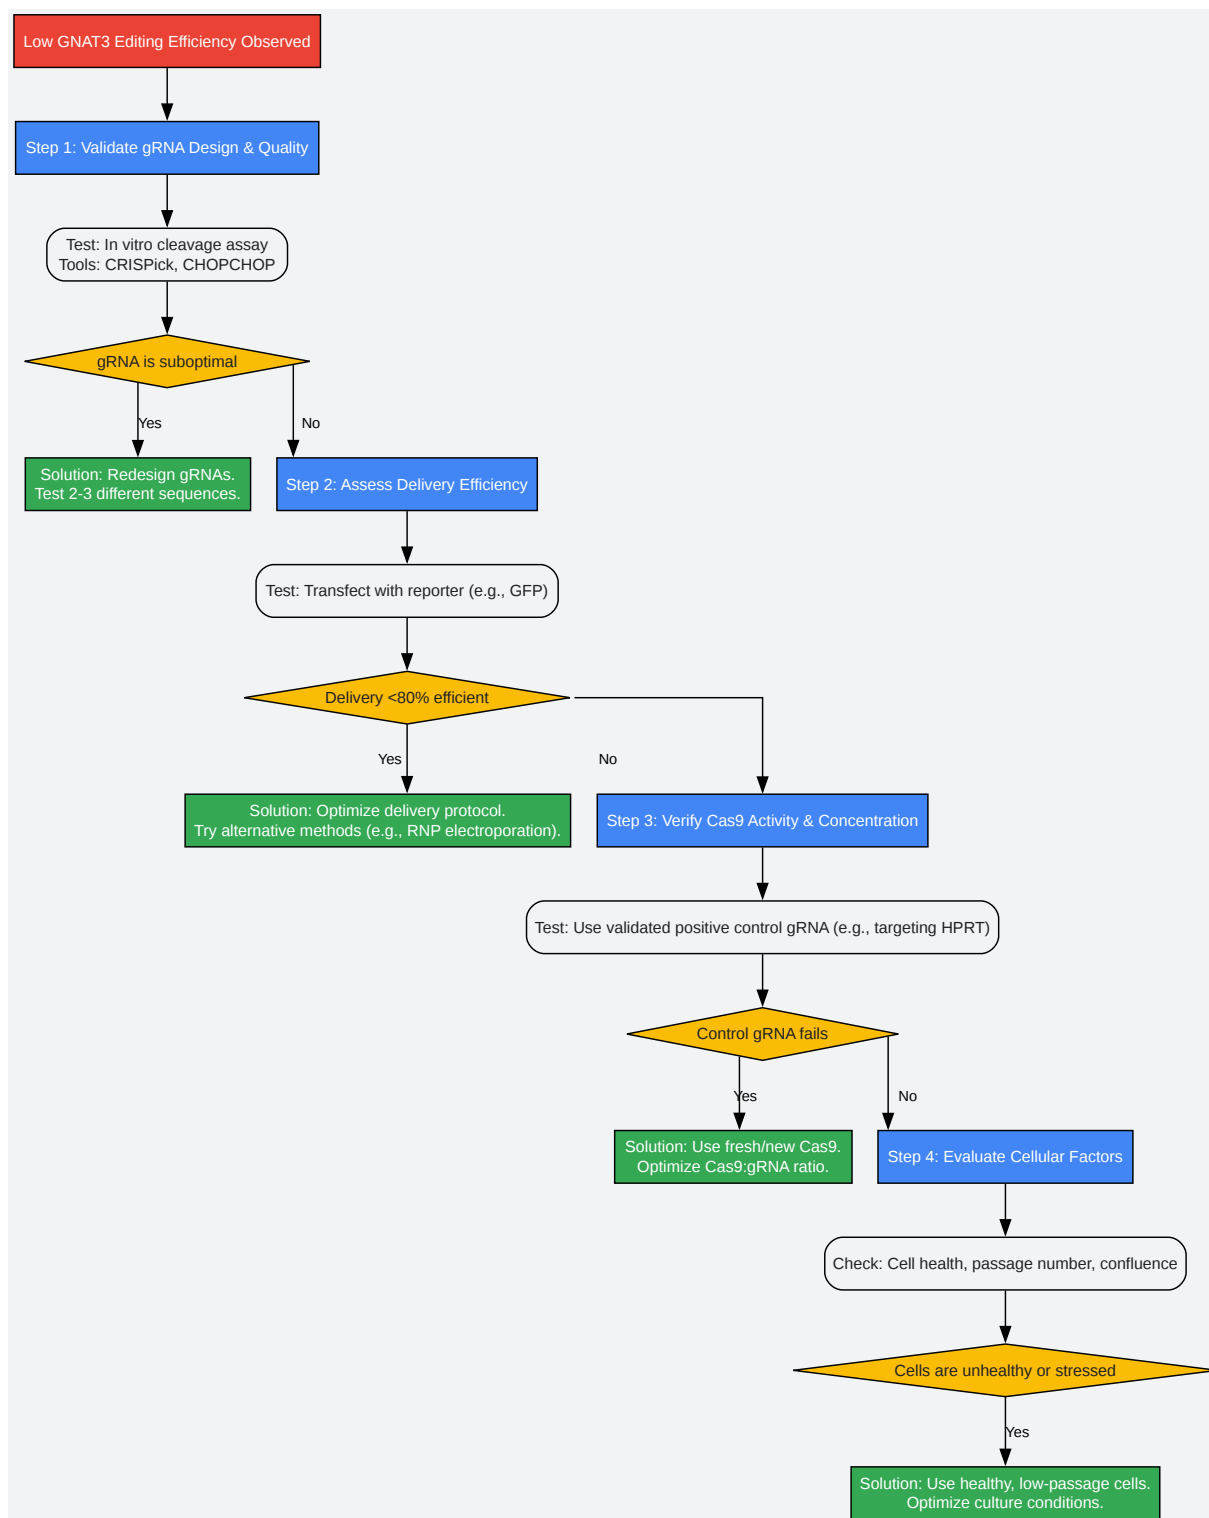 Low GNAT3 Editing Efficiency Observed
Step 1: Validate gRNA Design & Quality
Test: In vitro cleavage assay
Tools: CRISPick, CHOPCHOP
gRNA is suboptimal
Yes
No
Solution: Redesign gRNAs.
Test 2-3 different sequences.
Step 2: Assess Delivery Efficiency
Test: Transfect with reporter (e.g., GFP)
Delivery <80% efficient
Yes
No
Solution: Optimize delivery protocol.
Try alternative methods (e.g., RNP electroporation).
Step 3: Verify Cas9 Activity & Concentration
Test: Use validated positive control gRNA (e.g., targeting HPRT)
Control gRNA fails
Yes
No
Solution: Use fresh/new Cas9.
Optimize Cas9:gRNA ratio.
Step 4: Evaluate Cellular Factors
Check: Cell health, passage number, confluence
Cells are unhealthy or stressed
Yes
Solution: Use healthy, low-passage cells.
Optimize culture conditions.